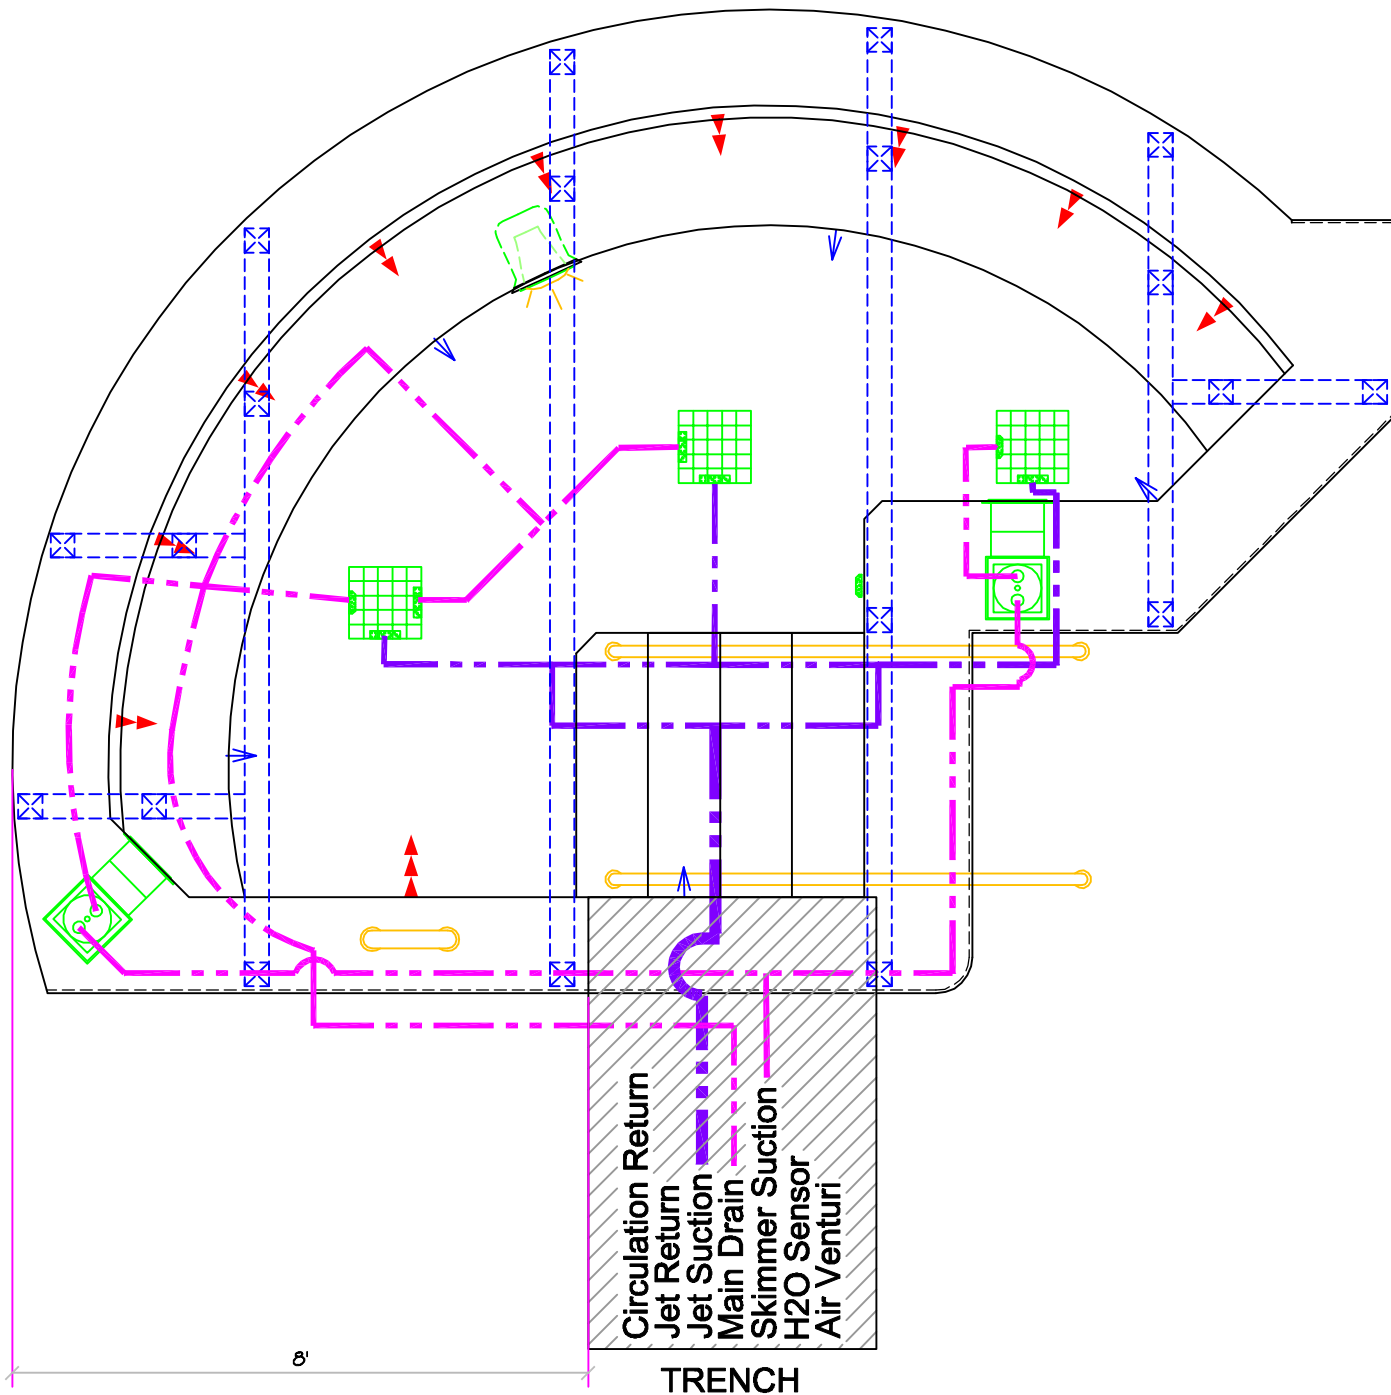 Circulation Return
Jet Return
Jet Suction
Main Drain
Skimmer Suction
H2O Sensor
Air Venturi
8'
TRENCH